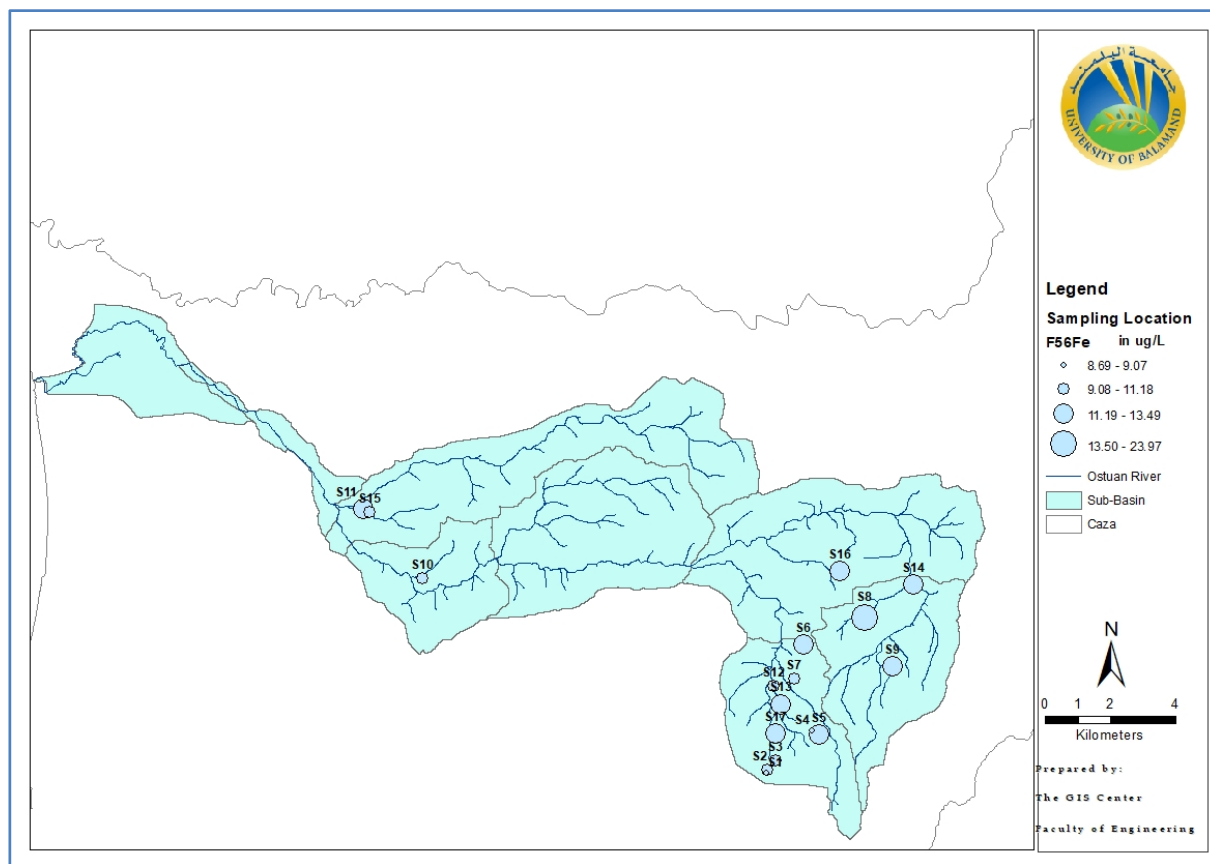 S11
S15
S10
S16
S14
S8
S6
S9
S7
S12
S13
S17
S4 S5
S3
S2 S1
جامعة البلمند
UNIVERSITY OF BALAMAND
Legend
Sampling Location
F56Fe in ug/L
8.69 - 9.07
9.08 - 11.18
11.19 - 13.49
13.50 - 23.97
Ostuan River
Sub-Basin
Caza
N
0 1 2 4
Kilometers
Prepared by:
The GIS Center
Faculty of Engineering